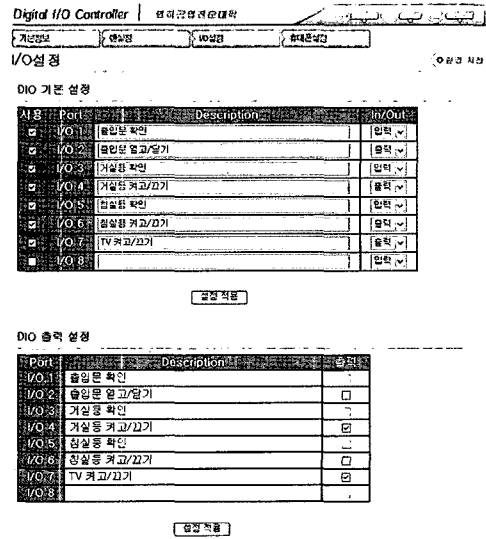 Digital I/O Controller
기본정보 랜설정 I/O설정 휴대폰설정
I/O설정
DIO 기본 설정
사용 Port Description In/Out
I/O 1 출입문 확인 입력
I/O 2 출입문 열고/닫기 출력
I/O 3 거실등 확인 입력
I/O 4 거실등 켜고/끄기 출력
I/O 5 침실등 확인 입력
I/O 6 침실등 켜고/끄기 출력
I/O 7 TV 켜고/끄기 출력
I/O 8 입력
설정 적용
DIO 출력 설정
Port Description 출력
I/O 1 출입문 확인
I/O 2 출입문 열고/닫기
I/O 3 거실등 확인
I/O 4 거실등 켜고/끄기
I/O 5 침실등 확인
I/O 6 침실등 켜고/끄기
I/O 7 TV 켜고/끄기
I/O 8
설정 적용